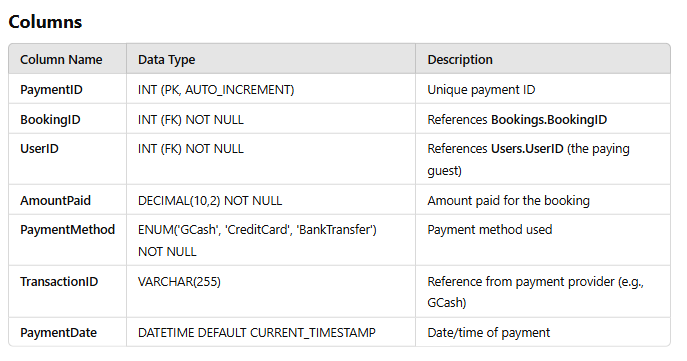 Columns
Column Name Data Type Description
PaymentID INT (PK, AUTO_INCREMENT) Unique payment ID
BookingID INT (FK) NOT NULL References Bookings.BookingID
UserID INT (FK) NOT NULL References Users.UserID (the paying
guest)
AmountPaid DECIMAL(10,2) NOT NULL Amount paid for the booking
PaymentMethod ENUM('GCash', 'CreditCard', 'BankTransfer') Payment method used
NOT NULL
TransactionID VARCHAR(255) Reference from payment provider (e.g.,
GCash)
PaymentDate DATETIME DEFAULT CURRENT_TIMESTAMP Date/time of payment